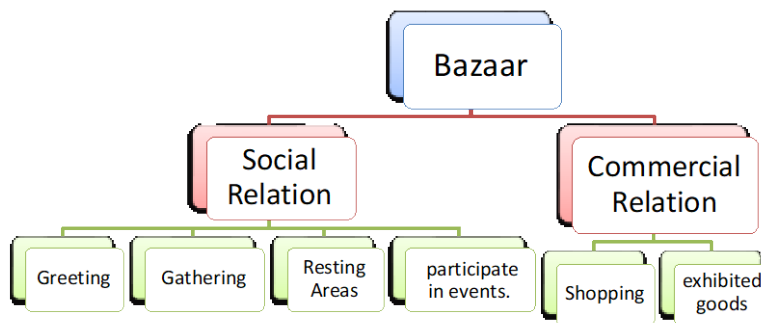 Bazaar
Social
Relation
Commercial
Relation
Greeting
Gathering
Resting
Areas
participate
in events.
Shopping
exhibited
goods